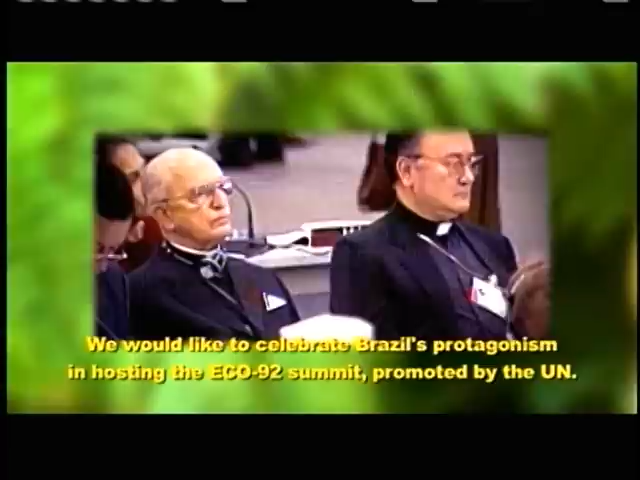 We would like to celebrate Brazil's protagonism
in hosting the ECO-92 summit, promoted by the UN.